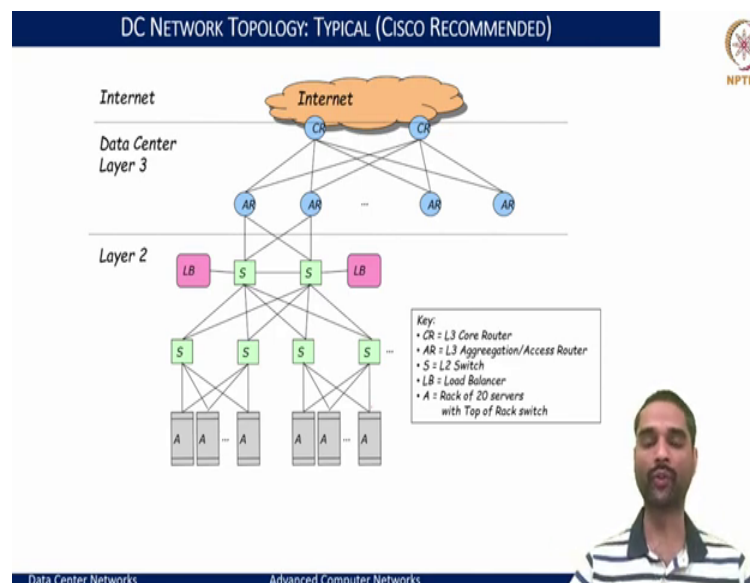 DC NETWORK TOPOLOGY: TYPICAL (CISCO RECOMMENDED)
NPTE
Internet
Internet
CR CR
Data Center
Layer 3
AR AR ... AR AR
Layer 2
LB S S LB
S S S S ...
A A ... A A A ... A
Key:
• CR = L3 Core Router
• AR = L3 Aggreegation/Access Router
• S = L2 Switch
• LB = Load Balancer
• A = Rack of 20 servers
with Top of Rack switch
Data Center Networks Advanced Computer Networks